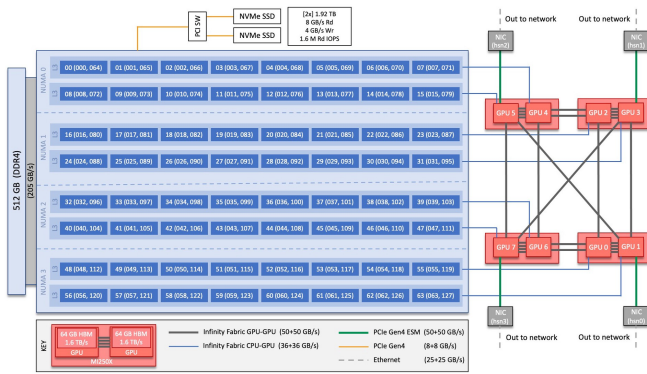 Out to network
Out to network
NVMe SSD
NVMe SSD
PCI SW
[2x] 1.92 TB
8 GB/s Rd
4 GB/s Wr
1.6 M Rd IOPS
NIC
(hsn2)
NIC
(hsn1)
512 GB (DDR4)
(205 GB/s)
NUMA 0
L3
00 (000, 064)
01 (001, 065)
02 (002, 066)
03 (003, 067)
04 (004, 068)
05 (005, 069)
06 (006, 070)
07 (007, 071)
L3
08 (008, 072)
09 (009, 073)
10 (010, 074)
11 (011, 075)
12 (012, 076)
13 (013, 077)
14 (014, 078)
15 (015, 079)
NUMA 1
L3
16 (016, 080)
17 (017, 081)
18 (018, 082)
19 (019, 083)
20 (020, 084)
21 (021, 085)
22 (022, 086)
23 (023, 087)
L3
24 (024, 088)
25 (025, 089)
26 (026, 090)
27 (027, 091)
28 (028, 092)
29 (029, 093)
30 (030, 094)
31 (031, 095)
NUMA 2
L3
32 (032, 096)
33 (033, 097)
34 (034, 098)
35 (035, 099)
36 (036, 100)
37 (037, 101)
38 (038, 102)
39 (039, 103)
L3
40 (040, 104)
41 (041, 105)
42 (042, 106)
43 (043, 107)
44 (044, 108)
45 (045, 109)
46 (046, 110)
47 (047, 111)
NUMA 3
L3
48 (048, 112)
49 (049, 113)
50 (050, 114)
51 (051, 115)
52 (052, 116)
53 (053, 117)
54 (054, 118)
55 (055, 119)
L3
56 (056, 120)
57 (057, 121)
58 (058, 122)
59 (059, 123)
60 (060, 124)
61 (061, 125)
62 (062, 126)
63 (063, 127)
GPU 5
GPU 4
GPU 2
GPU 3
GPU 7
GPU 6
GPU 0
GPU 1
NIC
(hsn3)
NIC
(hsn0)
Out to network
Out to network
KEY
64 GB HBM
1.6 TB/s
GPU
64 GB HBM
1.6 TB/s
GPU
MI250X
Infinity Fabric GPU-GPU (50+50 GB/s)
Infinity Fabric CPU-GPU (36+36 GB/s)
PCIe Gen4 ESM (50+50 GB/s)
PCIe Gen4 (8+8 GB/s)
Ethernet (25+25 GB/s)